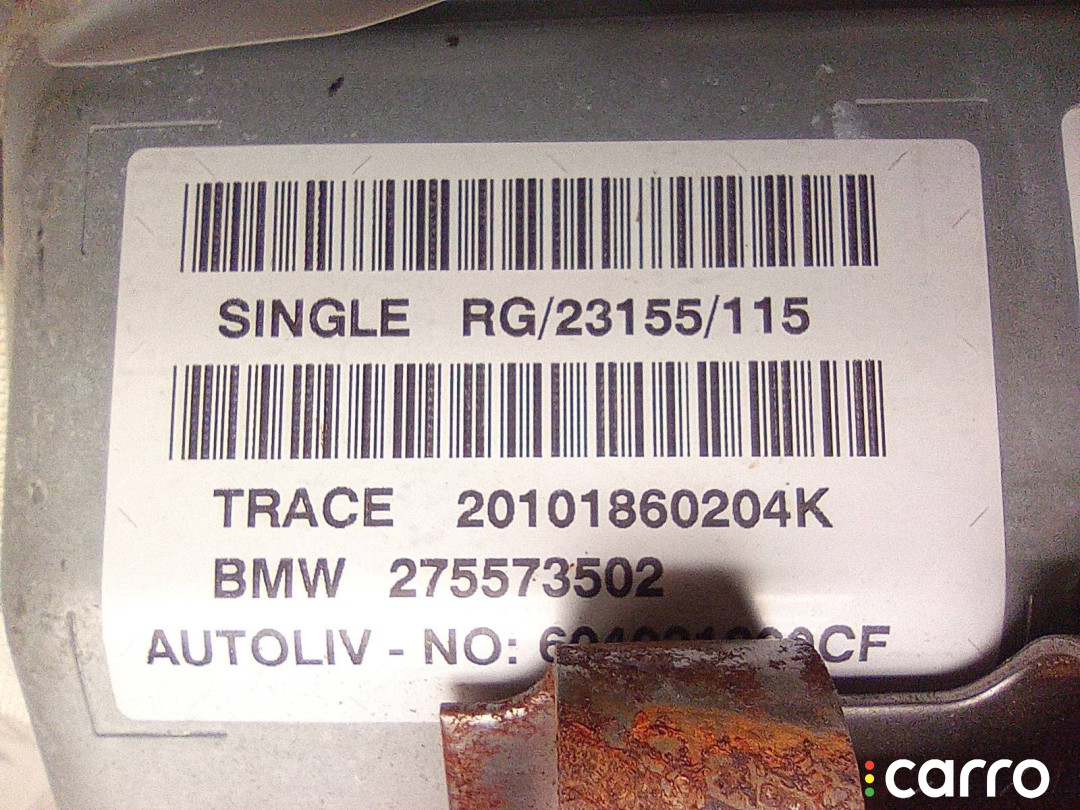 SINGLE RG/23155/115
TRACE 20101860204K
BMW 275573502
AUTOLIV - NO:
carro